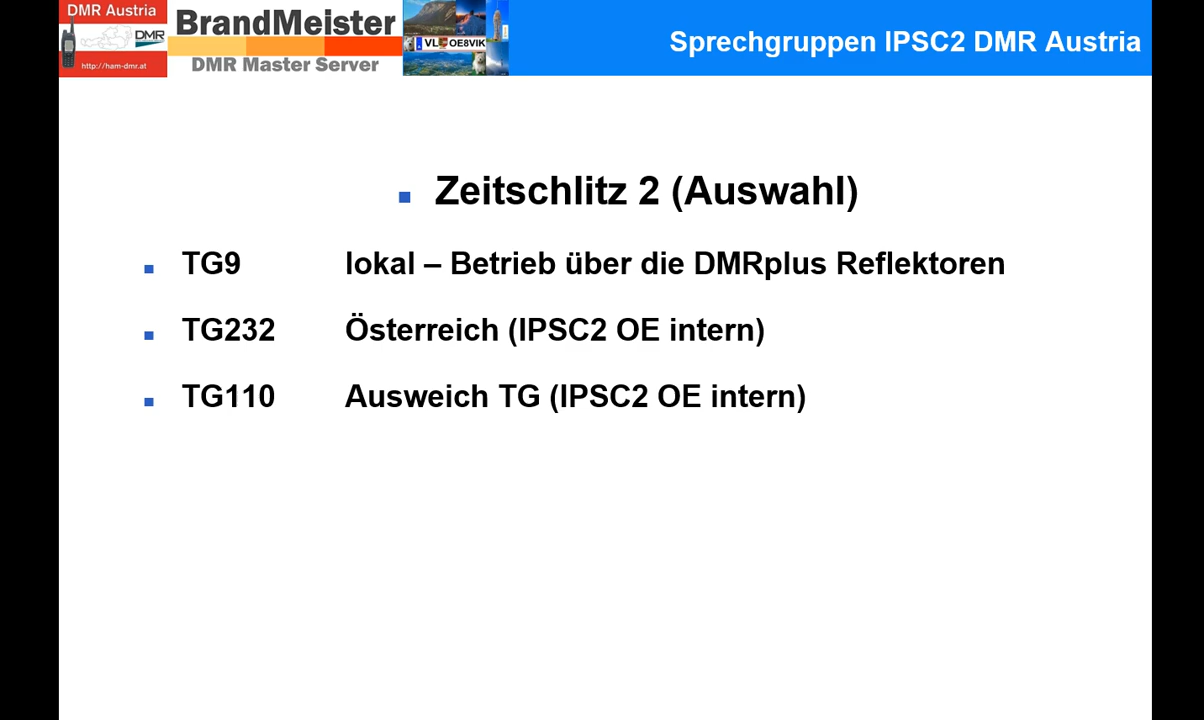 DMR Austria
DMR
http://ham-dmr.at
BrandMeister
DMR Master Server
VL OE8VIK
Sprechgruppen IPSC2 DMR Austria
▪ Zeitschlitz 2 (Auswahl)
▪ TG9 lokal – Betrieb über die DMRplus Reflektoren
▪ TG232 Österreich (IPSC2 OE intern)
▪ TG110 Ausweich TG (IPSC2 OE intern)